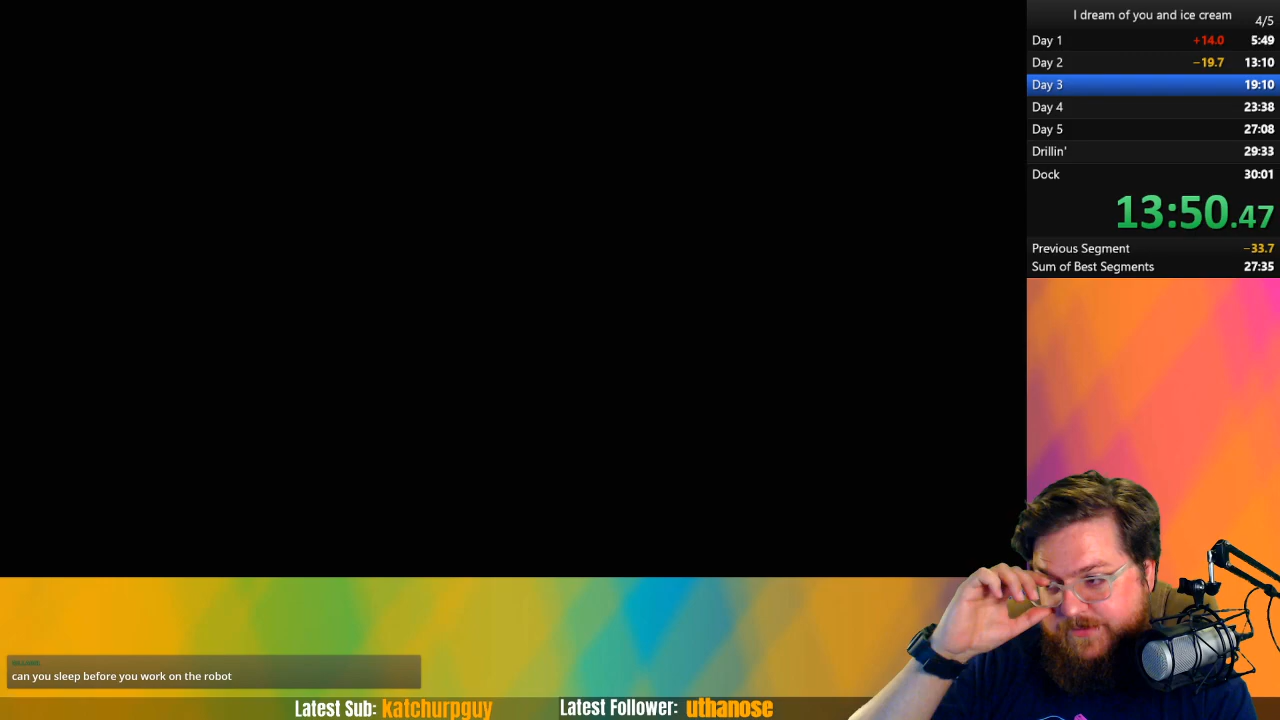 I dream of you and ice cream
4/5
Day 1 +14.0 5:49
Day 2 −19.7 13:10
Day 3 19:10
Day 4 23:38
Day 5 27:08
Drillin' 29:33
Dock 30:01
13:50.47
Previous Segment −33.7
Sum of Best Segments 27:35
can you sleep before you work on the robot
Latest Sub: katchurpguy Latest Follower: uthanose